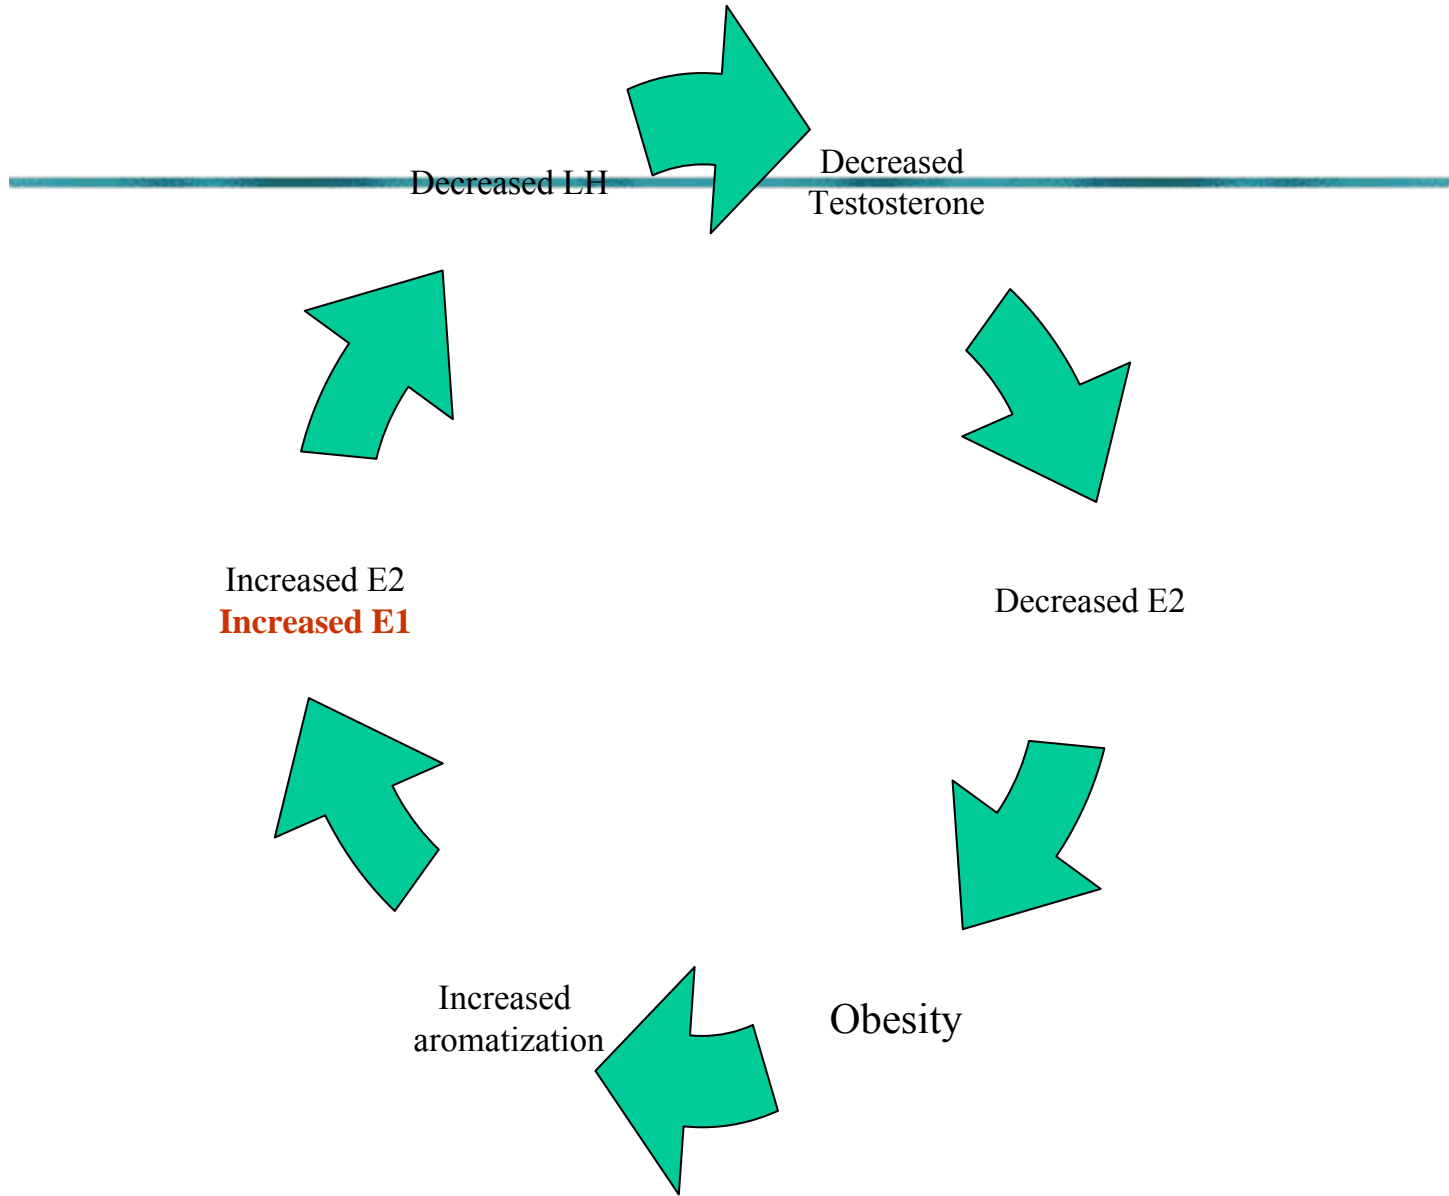 Decreased LH
Decreased
Testosterone
Increased E2
Increased E1
Decreased E2
Increased
aromatization
Obesity